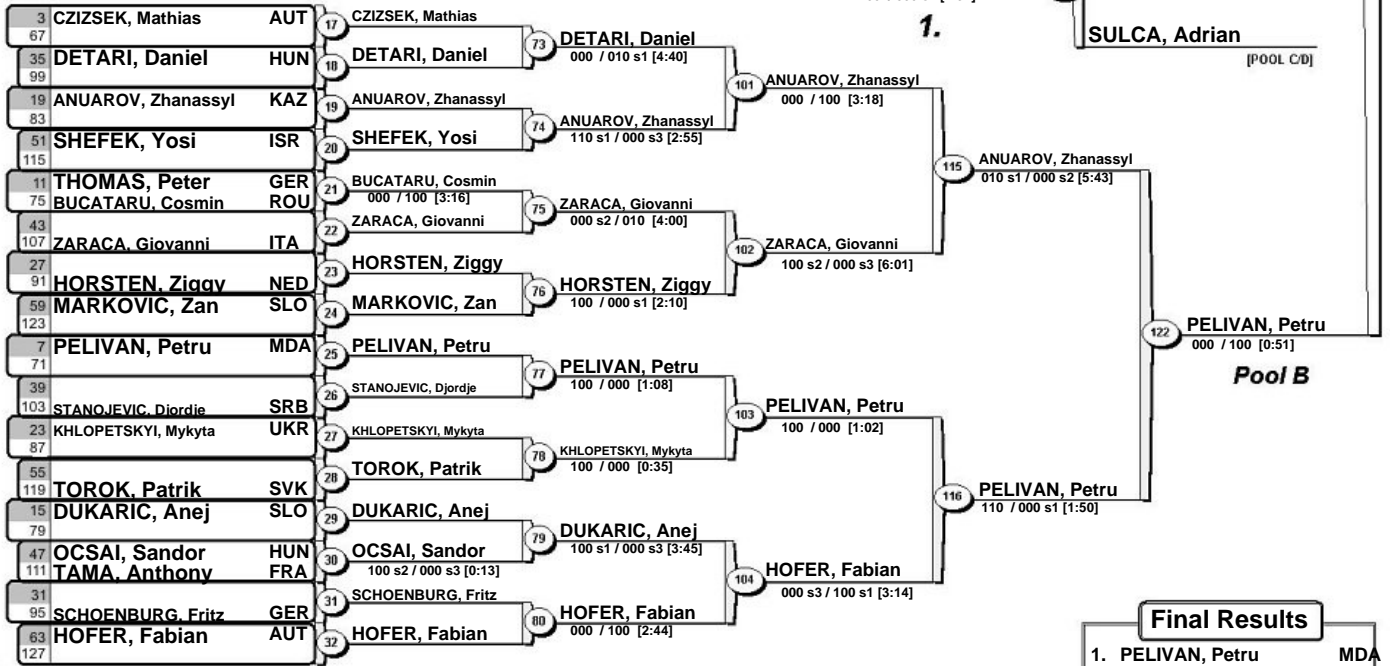 1.
SULCA, Adrian
[POOL C/D]
3 CZIZSEK, Mathias AUT
67
35 DETARI, Daniel HUN
99
19 ANUAROV, Zhanassyl KAZ
83
51 SHEFEK, Yosi ISR
115
11 THOMAS, Peter GER
75 BUCATARU, Cosmin ROU
43
107 ZARACA, Giovanni ITA
27
91 HORSTEN, Ziggy NED
59 MARKOVIC, Zan SLO
123
7 PELIVAN, Petru MDA
71
39
103 STANOJEVIC, Djordje SRB
23 KHLOPETSKYI, Mykyta UKR
87
55
119 TOROK, Patrik SVK
15 DUKARIC, Anej SLO
79
47 OCSAI, Sandor HUN
111 TAMA, Anthony FRA
31
95 SCHOENBURG, Fritz GER
63 HOFER, Fabian AUT
127
17 CZIZSEK, Mathias
18 DETARI, Daniel
19 ANUAROV, Zhanassyl
20 SHEFEK, Yosi
21 BUCATARU, Cosmin
000 / 100 [3:16]
22 ZARACA, Giovanni
23 HORSTEN, Ziggy
24 MARKOVIC, Zan
25 PELIVAN, Petru
26 STANOJEVIC, Djordje
27 KHLOPETSKYI, Mykyta
28 TOROK, Patrik
29 DUKARIC, Anej
30 OCSAI, Sandor
100 s2 / 000 s3 [0:13]
31 SCHOENBURG, Fritz
32 HOFER, Fabian
73 DETARI, Daniel
000 / 010 s1 [4:40]
74 ANUAROV, Zhanassyl
110 s1 / 000 s3 [2:55]
75 ZARACA, Giovanni
000 s2 / 010 [4:00]
76 HORSTEN, Ziggy
100 / 000 s1 [2:10]
77 PELIVAN, Petru
100 / 000 [1:08]
78 KHLOPETSKYI, Mykyta
100 / 000 [0:35]
79 DUKARIC, Anej
100 s1 / 000 s3 [3:45]
80 HOFER, Fabian
000 / 100 [2:44]
101 ANUAROV, Zhanassyl
000 / 100 [3:18]
102 ZARACA, Giovanni
100 s2 / 000 s3 [6:01]
103 PELIVAN, Petru
100 / 000 [1:02]
104 HOFER, Fabian
000 s3 / 100 s1 [3:14]
115 ANUAROV, Zhanassyl
010 s1 / 000 s2 [5:43]
116 PELIVAN, Petru
110 / 000 s1 [1:50]
122 PELIVAN, Petru
000 / 100 [0:51]
Pool B
Final Results
1. PELIVAN, Petru MDA